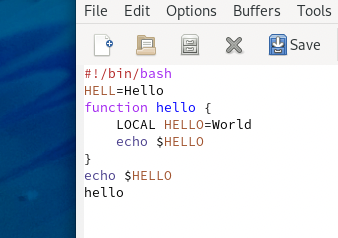 File Edit Options Buffers Tools
Save
#!/bin/bash
HELL=Hello
function hello {
    LOCAL HELLO=World
    echo $HELLO
}
echo $HELLO
hello